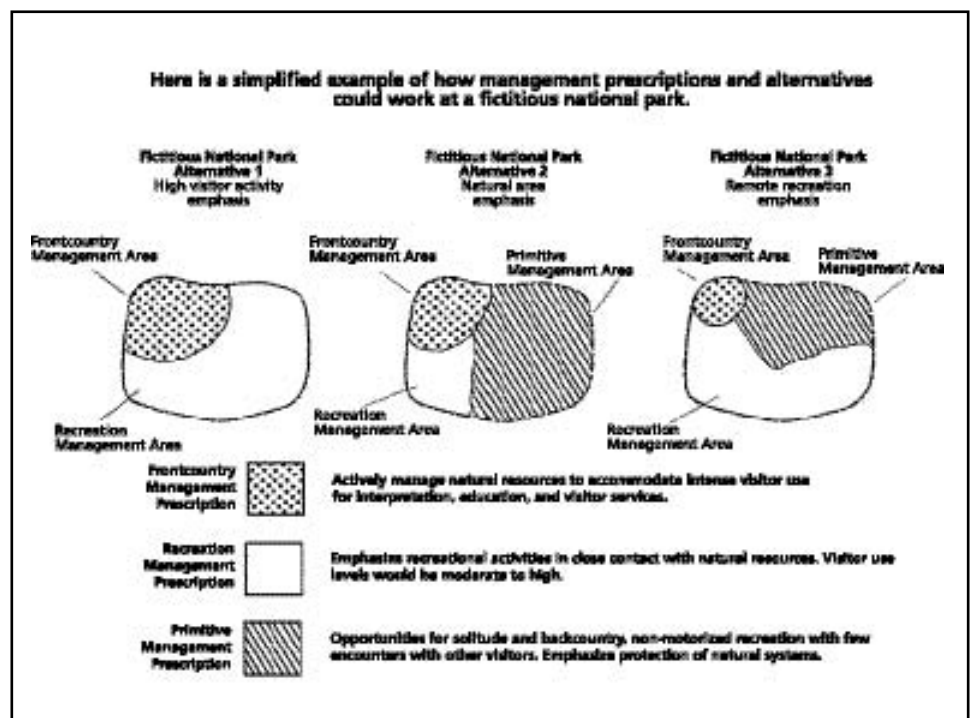 Here is a simplified example of how management prescriptions and alternatives
could work at a fictitious national park.
Fictitious National Park
Alternative 1
High visitor activity
emphasis
Fictitious National Park
Alternative 2
Natural area
emphasis
Fictitious National Park
Alternative 3
Remote recreation
emphasis
Frontcountry
Management Area
Recreation
Management Area
Frontcountry
Management Area
Primitive
Management Area
Recreation
Management Area
Frontcountry
Management Area
Primitive
Management Area
Recreation
Management Area
Frontcountry
Management
Prescription
Actively manage natural resources to accommodate intense visitor use
for interpretation, education, and visitor services.
Recreation
Management
Prescription
Emphasize recreational activities in close contact with natural resources. Visitor use
levels would be moderate to high.
Primitive
Management
Prescription
Opportunities for solitude and backcountry, non-motorized recreation with few
encounters with other visitors. Emphasize protection of natural systems.